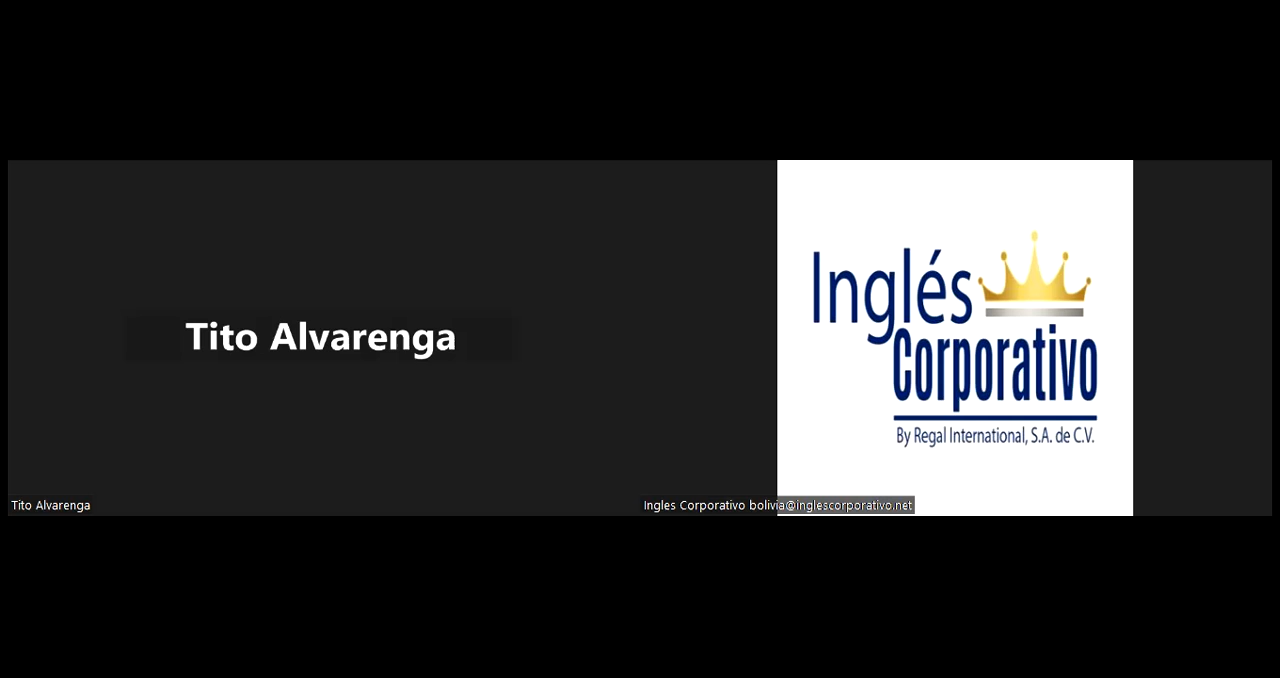 Tito Alvarenga
Tito Alvarenga
Inglés
Corporativo
By Regal International, S.A. de C.V.
Ingles Corporativo bolivia@inglescorporativo.net